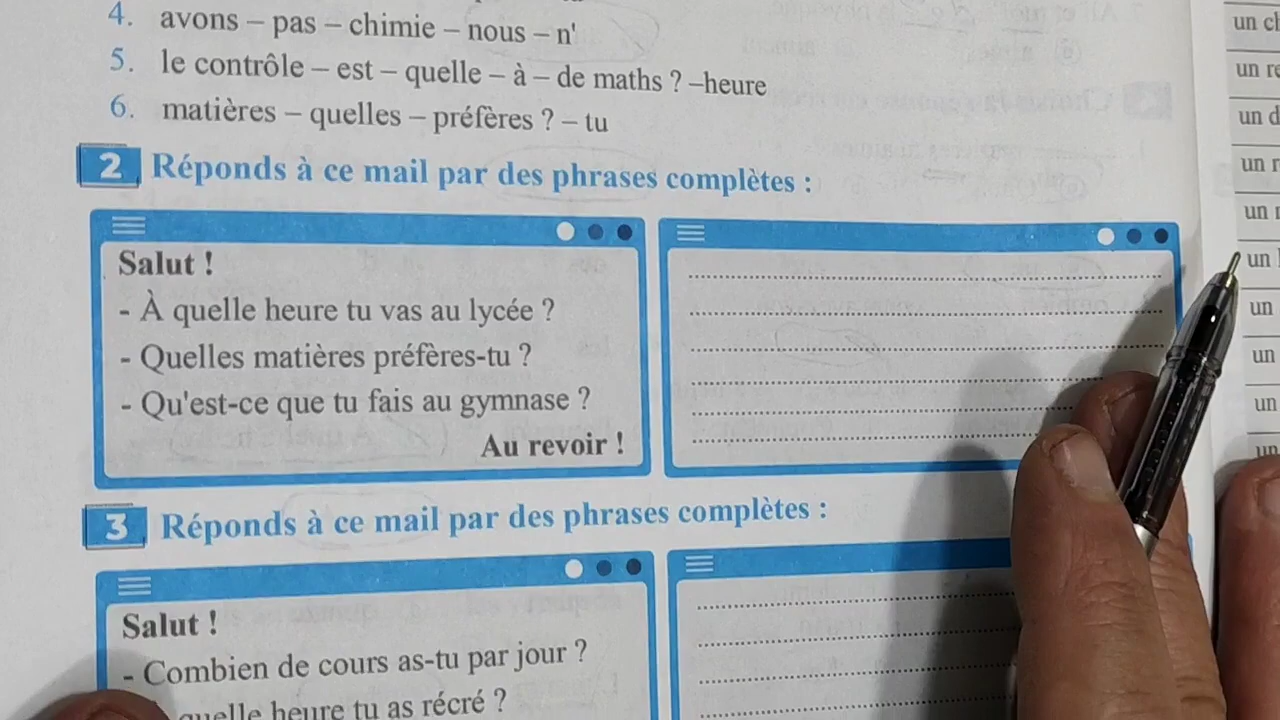 4. avons – pas – chimie – nous – n'
5. le contrôle – est – quelle – à – de maths ? –heure
6. matières – quelles – préfères ? – tu
2 Réponds à ce mail par des phrases complètes :
Salut !
- À quelle heure tu vas au lycée ?
- Quelles matières préfères-tu ?
- Qu'est-ce que tu fais au gymnase ?
Au revoir !
3 Réponds à ce mail par des phrases complètes :
Salut !
- Combien de cours as-tu par jour ?
quelle heure tu as récré ?
un
un
un
un
un
un
un
un
un
un